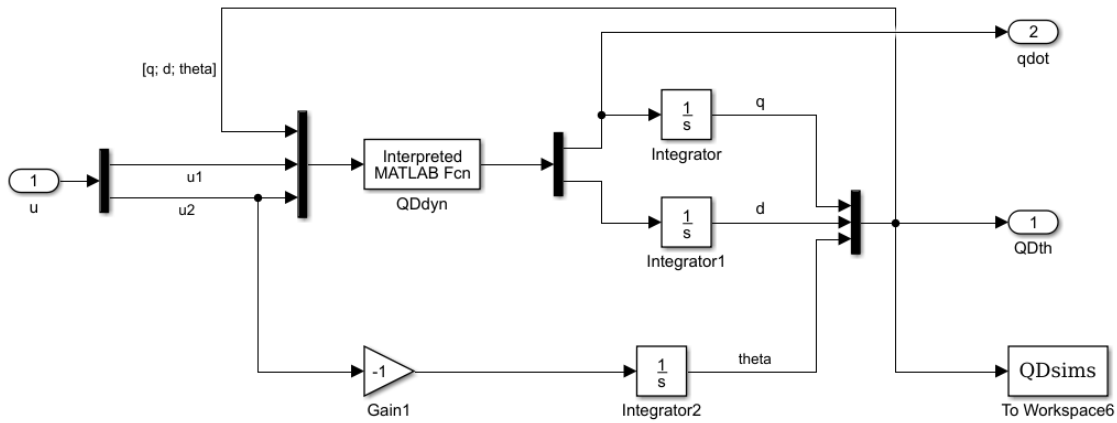 2
qdot
[q; d; theta]
q
1
s
Integrator
Interpreted
MATLAB Fcn
QDdyn
1
u
u1
u2
d
1
s
Integrator1
1
QDth
theta
-1
Gain1
1
s
Integrator2
QDsims
To Workspace6